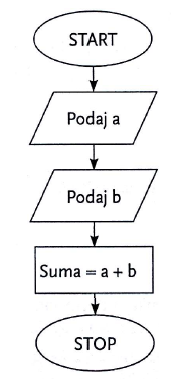 START
Podaj a
Podaj b
Suma = a + b
STOP